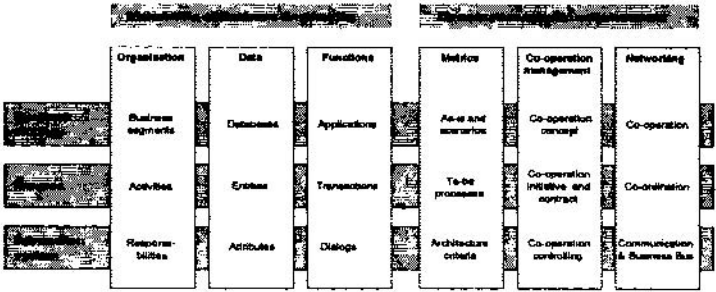 Organisation Data Functions Metrics Co-operation management Networking
Business segments Databases Applications As-is and scenarios Co-operation concept Co-operation
Activities Entities Transactions To-be processes Co-operation initiative and contract Co-ordination
Responsi-bilities Attributes Dialogs Architecture criteria Co-operation controlling Communication & Business Bus